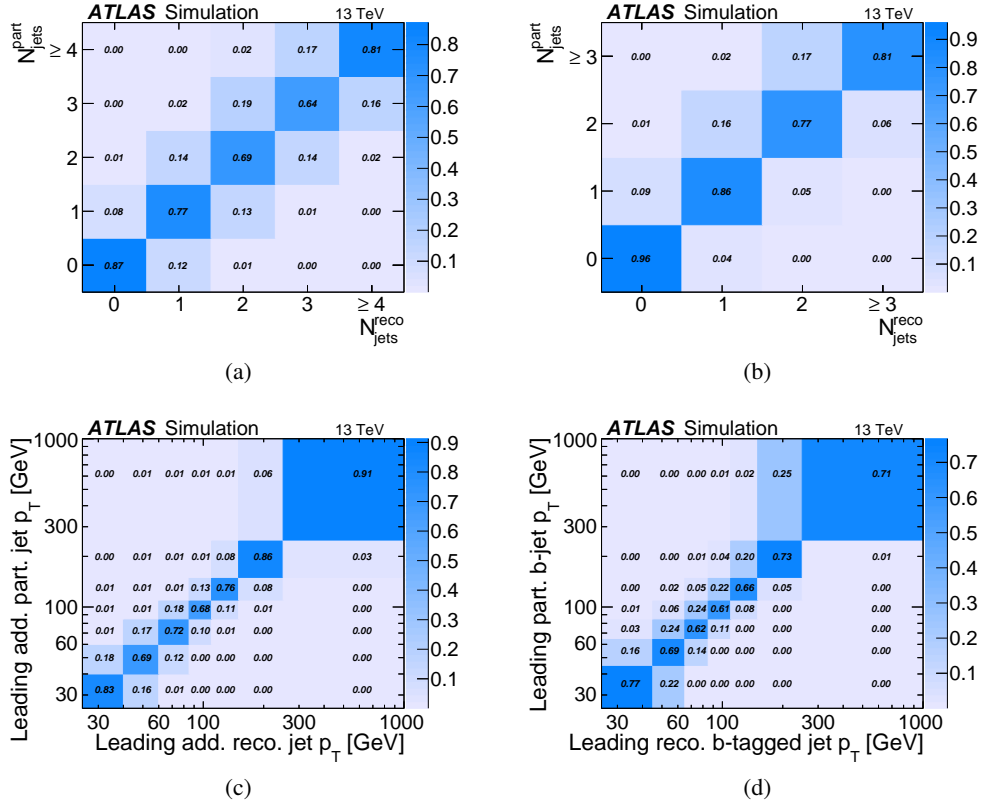 ATLAS Simulation 13 TeV
N^part_jets
≥ 4 0.00 0.00 0.02 0.17 0.81 0.8
0.7
3 0.00 0.02 0.19 0.64 0.16 0.6
0.5
2 0.01 0.14 0.69 0.14 0.02 0.4
1 0.08 0.77 0.13 0.01 0.00 0.3
0.2
0 0.87 0.12 0.01 0.00 0.00 0.1
0 1 2 3 ≥ 4
N^reco_jets
(a)
ATLAS Simulation 13 TeV
N^part_jets
≥ 3 0.00 0.02 0.17 0.81 0.9
0.8
0.7
2 0.01 0.16 0.77 0.06 0.6
0.5
1 0.09 0.86 0.05 0.00 0.4
0.3
0.2
0 0.96 0.04 0.00 0.00 0.1
0 1 2 ≥ 3
N^reco_jets
(b)
ATLAS Simulation 13 TeV
Leading add. part. jet p_T [GeV]
1000 0.9
0.00 0.01 0.01 0.01 0.01 0.06 0.91 0.8
0.7
300 0.6
0.00 0.01 0.01 0.01 0.08 0.86 0.03 0.5
0.01 0.01 0.01 0.13 0.76 0.08 0.00 0.4
100 0.01 0.01 0.18 0.68 0.11 0.01 0.00
0.01 0.17 0.72 0.10 0.01 0.00 0.00 0.3
60 0.18 0.69 0.12 0.00 0.00 0.00 0.00 0.2
30 0.83 0.16 0.01 0.00 0.00 0.00 0.00 0.1
30 60 100 300 1000
Leading add. reco. jet p_T [GeV]
(c)
ATLAS Simulation 13 TeV
Leading part. b-jet p_T [GeV]
1000 0.7
0.00 0.00 0.00 0.01 0.02 0.25 0.71 0.6
300 0.5
0.00 0.00 0.01 0.04 0.20 0.73 0.01 0.4
0.00 0.02 0.05 0.22 0.66 0.05 0.00
100 0.01 0.06 0.24 0.61 0.08 0.00 0.00 0.3
0.03 0.24 0.62 0.11 0.00 0.00 0.00
60 0.16 0.69 0.14 0.00 0.00 0.00 0.00 0.2
30 0.77 0.22 0.00 0.00 0.00 0.00 0.00 0.1
30 60 100 300 1000
Leading reco. b-tagged jet p_T [GeV]
(d)